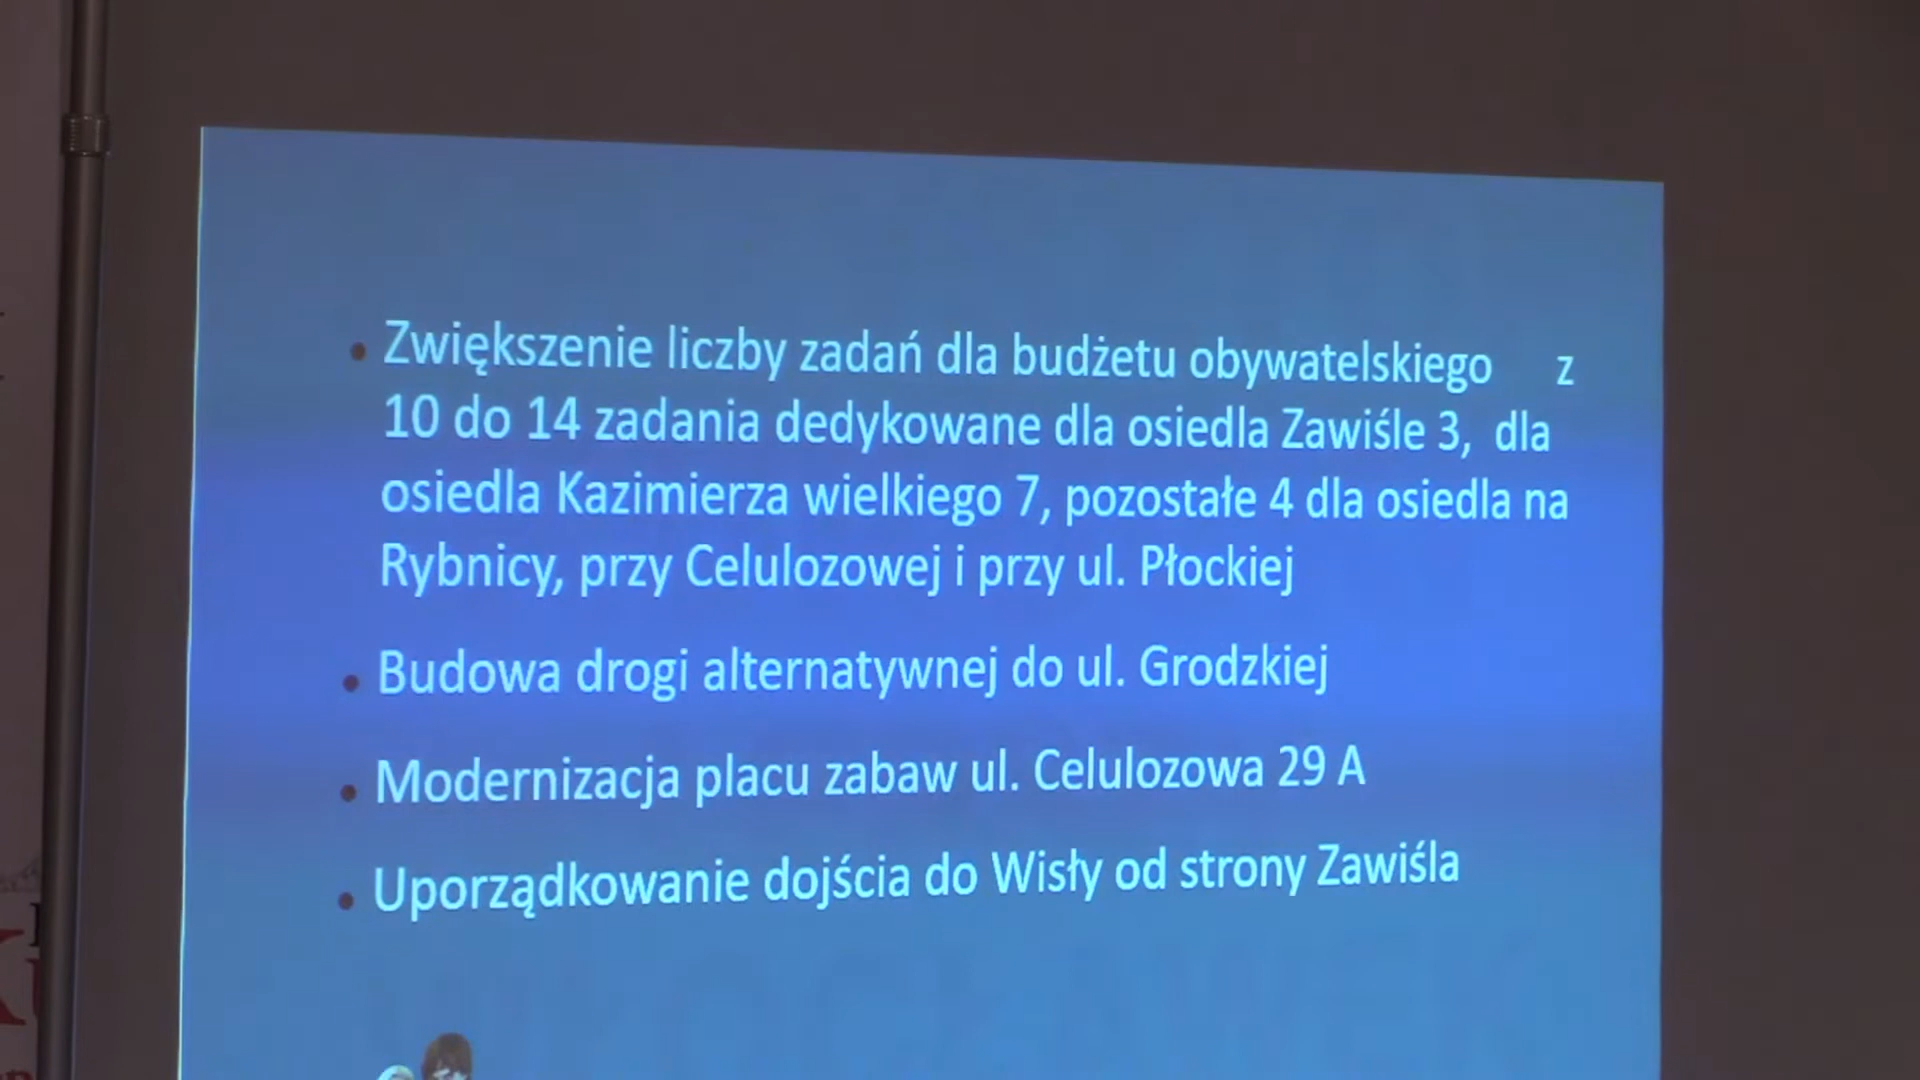 • Zwiększenie liczby zadań dla budżetu obywatelskiego z
10 do 14 zadania dedykowane dla osiedla Zawiśle 3, dla
osiedla Kazimierza wielkiego 7, pozostałe 4 dla osiedla na
Rybnicy, przy Celulozowej i przy ul. Płockiej
• Budowa drogi alternatywnej do ul. Grodzkiej
• Modernizacja placu zabaw ul. Celulozowa 29 A
• Uporządkowanie dojścia do Wisły od strony Zawiśla